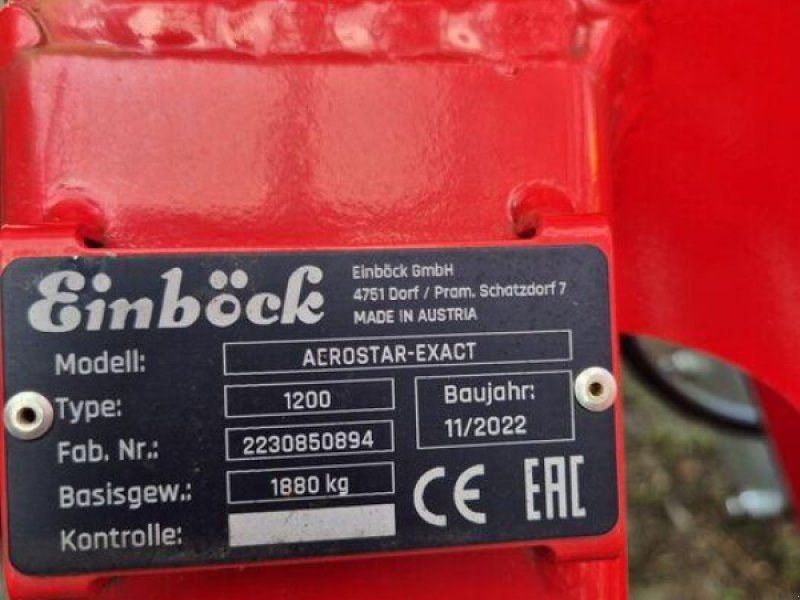 Einböck
Einböck GmbH
4751 Dorf / Pram, Schatzdorf 7
MADE IN AUSTRIA
Modell: AEROSTAR-EXACT
Type: 1200
Baujahr:
11/2022
Fab. Nr.: 2230850894
Basisgew.: 1880 kg
Kontrolle:
CE EAC